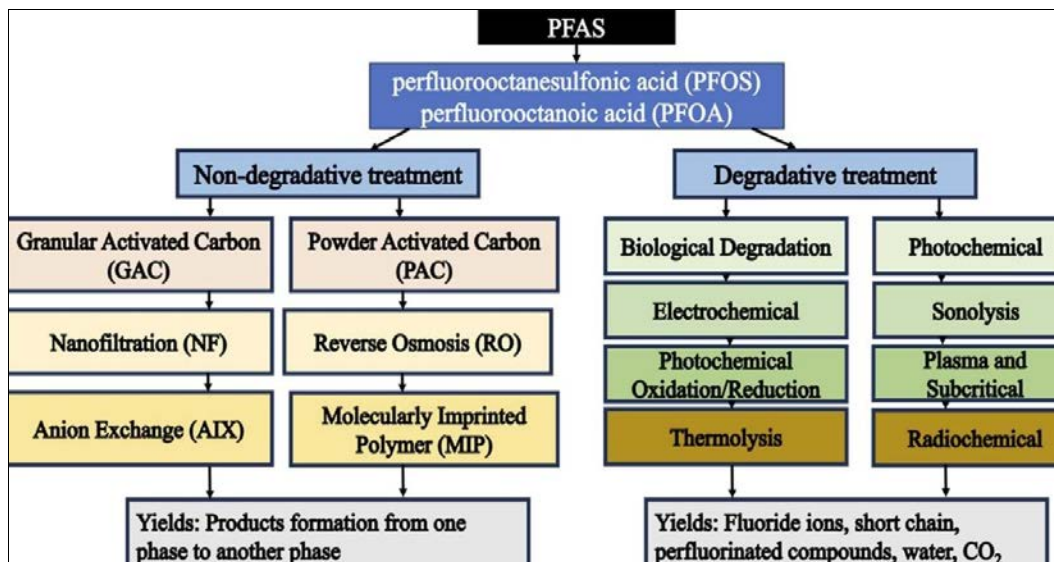 PFAS
perfluorooctanesulfonic acid (PFOS)
perfluorooctanoic acid (PFOA)
Non-degradative treatment
Degradative treatment
Granular Activated Carbon
(GAC)
Powder Activated Carbon
(PAC)
Biological Degradation
Photochemical
Nanofiltration (NF)
Reverse Osmosis (RO)
Electrochemical
Sonolysis
Photochemical
Oxidation/Reduction
Plasma and
Subcritical
Anion Exchange (AIX)
Molecularly Imprinted
Polymer (MIP)
Thermolysis
Radiochemical
Yields: Products formation from one
phase to another phase
Yields: Fluoride ions, short chain,
perfluorinated compounds, water, CO₂